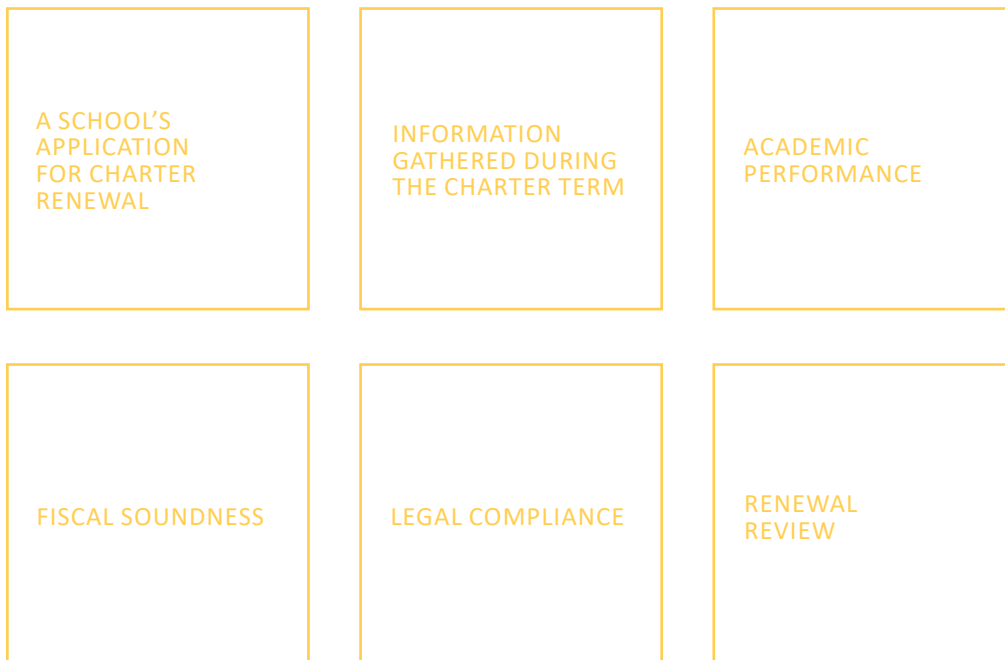 A SCHOOL’S
APPLICATION
FOR CHARTER
RENEWAL
INFORMATION
GATHERED DURING
THE CHARTER TERM
ACADEMIC
PERFORMANCE
FISCAL SOUNDNESS
LEGAL COMPLIANCE
RENEWAL
REVIEW